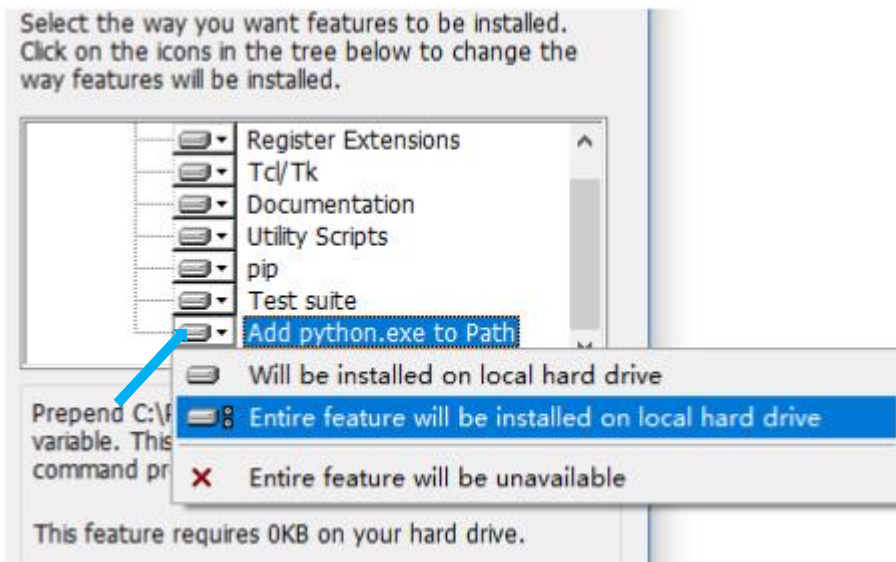 Select the way you want features to be installed.
Click on the icons in the tree below to change the
way features will be installed.
Register Extensions
Tcl/Tk
Documentation
Utility Scripts
pip
Test suite
Add python.exe to Path
Will be installed on local hard drive
Entire feature will be installed on local hard drive
Entire feature will be unavailable
Prepend C:\
variable. This
command
This feature requires 0KB on your hard drive.